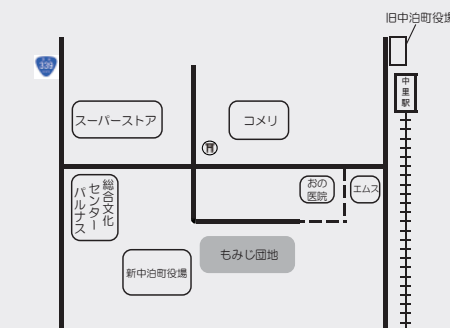 旧中泊町役場
339
中里駅
スーパーストア
コメリ
総合文化
センター
パルナス
おの
医院
エムズ
もみじ団地
新中泊町役場